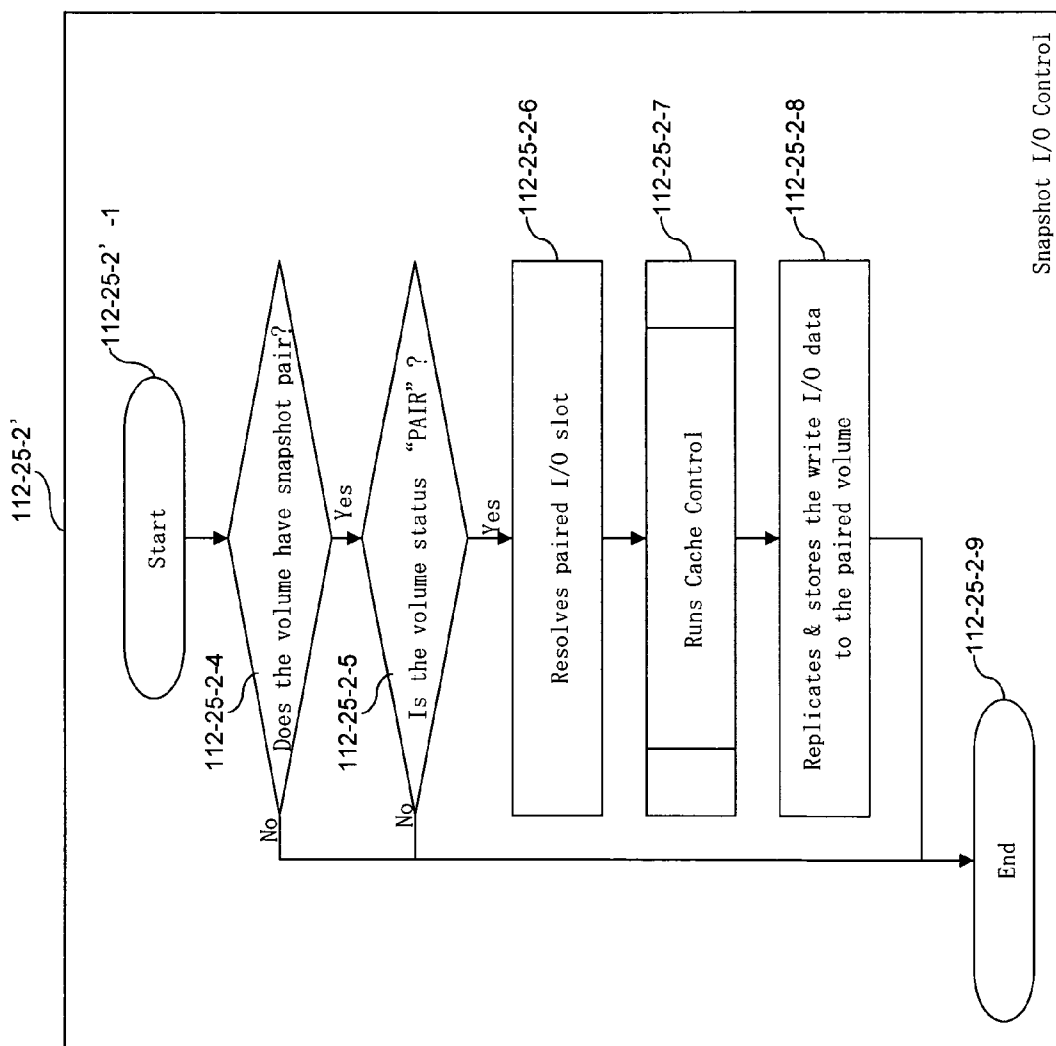 112-25-2'
112-25-2' -1
Start
112-25-2-4
Does the volume have snapshot pair?
No
Yes
112-25-2-5
Is the volume status “PAIR” ?
No
Yes
112-25-2-6
Resolves paired I/O slot
112-25-2-7
Runs Cache Control
112-25-2-8
Replicates & stores the write I/O data
to the paired volume
112-25-2-9
End
Snapshot I/O Control